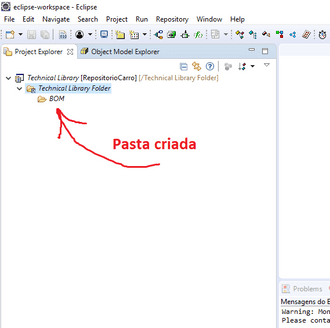 eclipse-workspace - Eclipse
File Edit Navigate Search Project Run Repository Window Help
Project Explorer Object Model Explorer
Technical Library [RepositorioCarro] [/Technical Library Folder]
Technical Library Folder
BOM
Pasta criada
Problems
Mensagens do E
Warning: Mon
Please conta